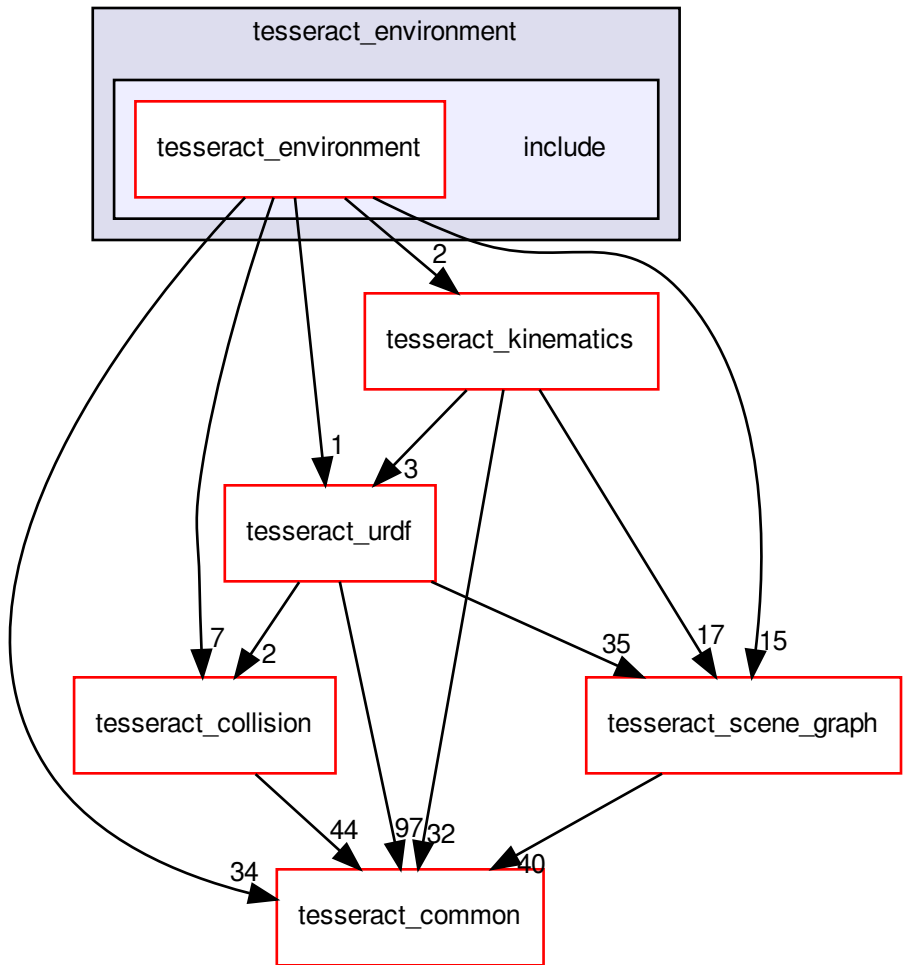 tesseract_environment
tesseract_environment
include
2
tesseract_kinematics
1
3
tesseract_urdf
7
2
35
17
15
tesseract_collision
tesseract_scene_graph
44
97
32
40
34
tesseract_common